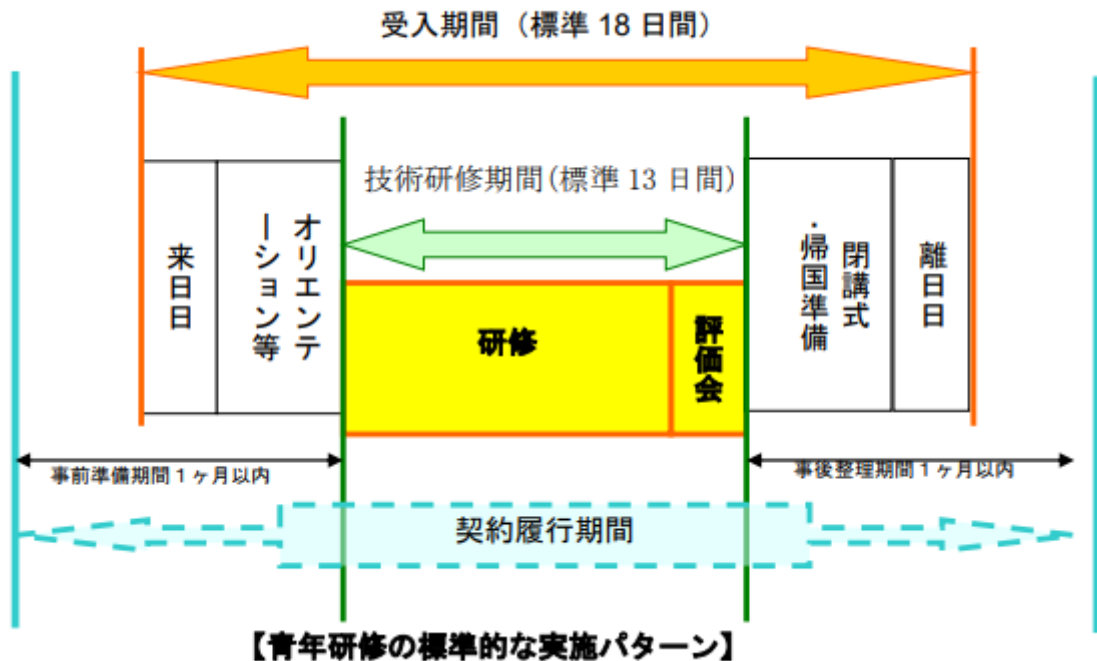 受入期間（標準 18 日間）
技術研修期間(標準 13 日間)
来日日
オリエンテ
ーション等
研修
評価会
閉講式
・帰国準備
離日日
事前準備期間１ヶ月以内
事後整理期間１ヶ月以内
契約履行期間
【青年研修の標準的な実施パターン】